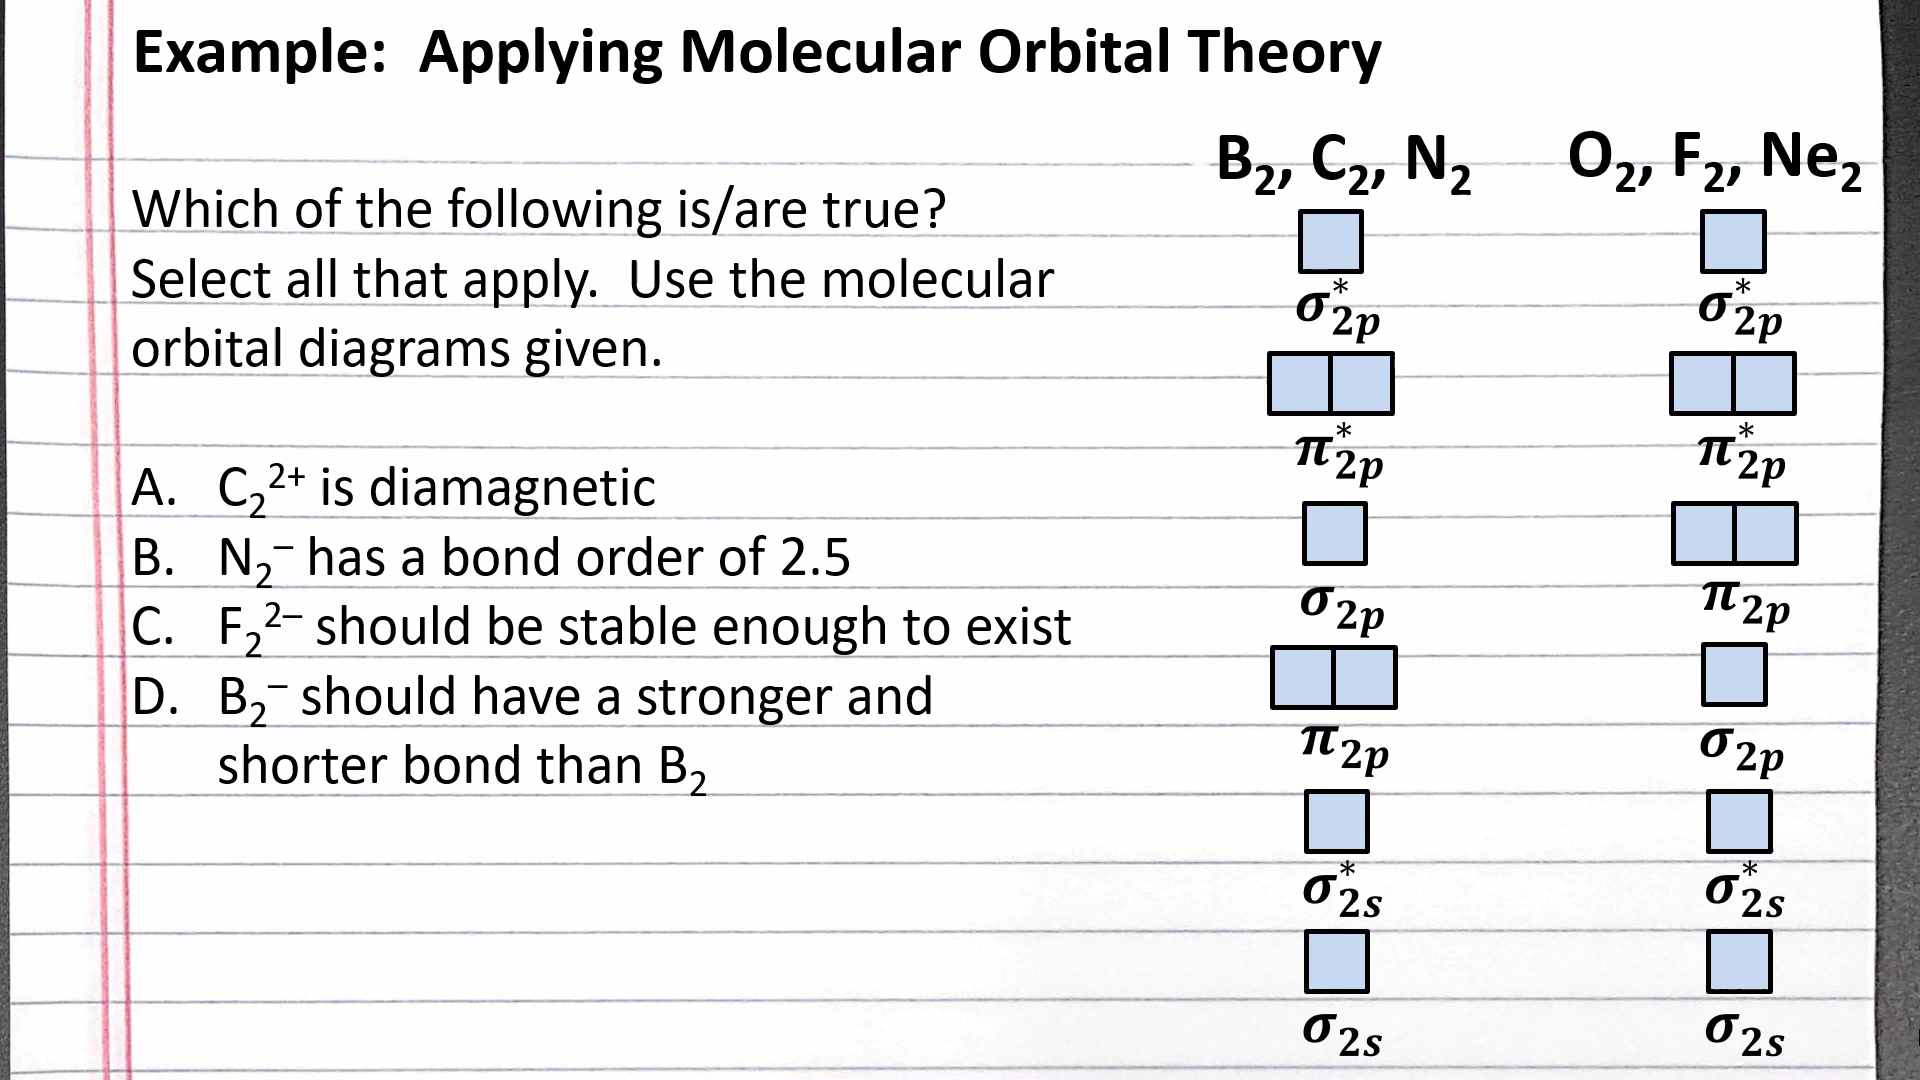 Example: Applying Molecular Orbital Theory
Which of the following is/are true?
Select all that apply. Use the molecular
orbital diagrams given.
A. C₂²⁺ is diamagnetic
B. N₂⁻ has a bond order of 2.5
C. F₂²⁻ should be stable enough to exist
D. B₂⁻ should have a stronger and
shorter bond than B₂
B₂, C₂, N₂
σ*₂p
π*₂p
σ₂p
π₂p
σ*₂s
σ₂s
O₂, F₂, Ne₂
σ*₂p
π*₂p
π₂p
σ₂p
σ*₂s
σ₂s